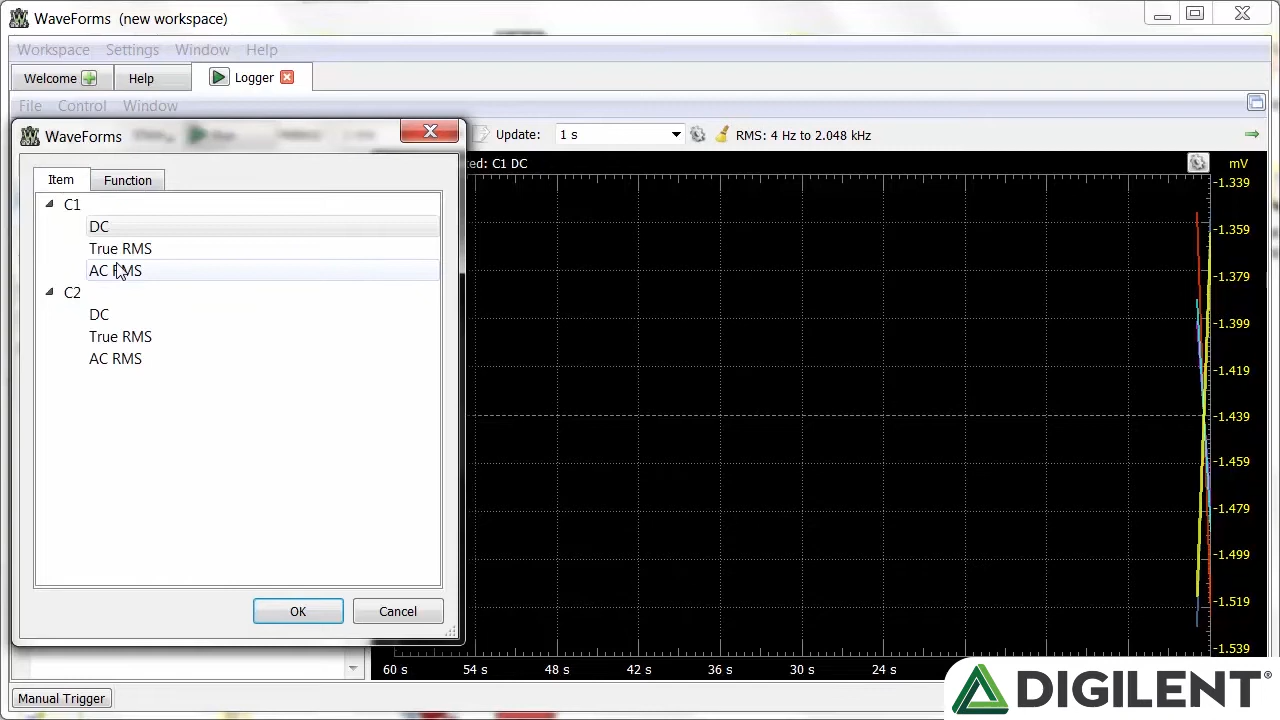 WaveForms (new workspace)
Workspace Settings Window Help
Welcome Help Logger
File Control Window
WaveForms
Update: 1 s RMS: 4 Hz to 2.048 kHz
Item Function
C1
DC
True RMS
AC RMS
C2
DC
True RMS
AC RMS
OK Cancel
C1 DC
mV
-1.339
-1.359
-1.379
-1.399
-1.419
-1.439
-1.459
-1.479
-1.499
-1.519
-1.539
60 s 54 s 48 s 42 s 36 s 30 s 24 s
Manual Trigger
DIGILENT®